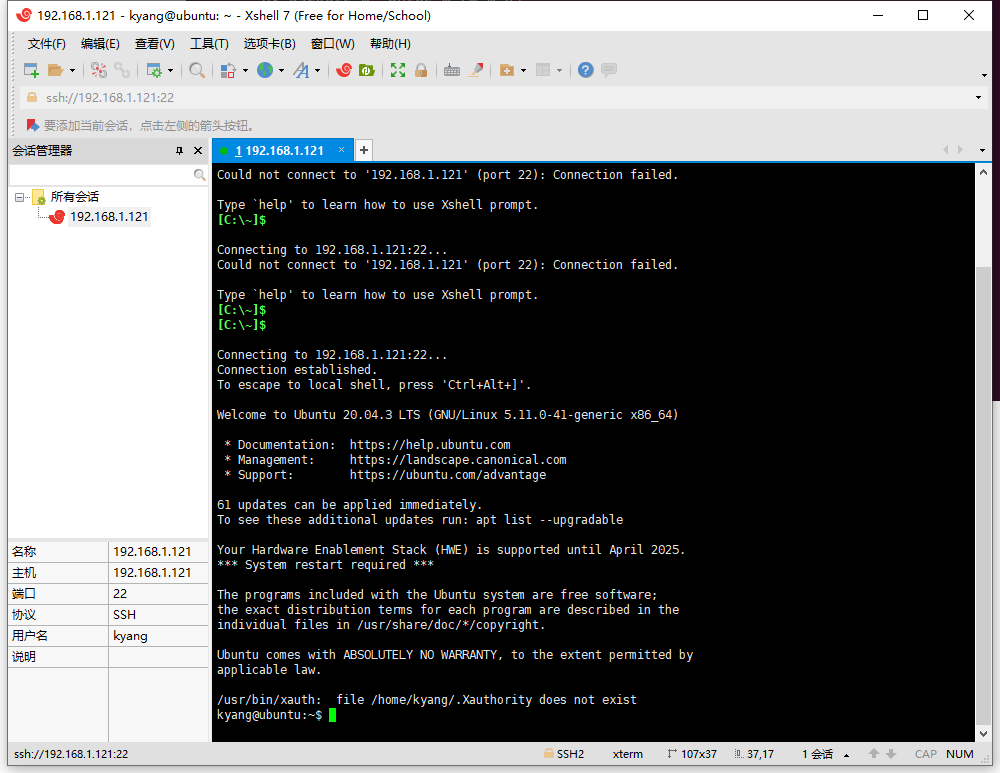 192.168.1.121 - kyang@ubuntu: ~ - Xshell 7 (Free for Home/School)
文件(F) 编辑(E) 查看(V) 工具(T) 选项卡(B) 窗口(W) 帮助(H)
ssh://192.168.1.121:22
要添加当前会话，点击左侧的箭头按钮。
会话管理器
1 192.168.1.121
所有会话
192.168.1.121
Could not connect to '192.168.1.121' (port 22): Connection failed.
Type `help' to learn how to use Xshell prompt.
[C:\~]$
Connecting to 192.168.1.121:22...
Could not connect to '192.168.1.121' (port 22): Connection failed.
Type `help' to learn how to use Xshell prompt.
[C:\~]$
[C:\~]$
Connecting to 192.168.1.121:22...
Connection established.
To escape to local shell, press 'Ctrl+Alt+]'.
Welcome to Ubuntu 20.04.3 LTS (GNU/Linux 5.11.0-41-generic x86_64)
* Documentation:  https://help.ubuntu.com
* Management:     https://landscape.canonical.com
* Support:        https://ubuntu.com/advantage
61 updates can be applied immediately.
To see these additional updates run: apt list --upgradable
Your Hardware Enablement Stack (HWE) is supported until April 2025.
*** System restart required ***
The programs included with the Ubuntu system are free software;
the exact distribution terms for each program are described in the
individual files in /usr/share/doc/*/copyright.
Ubuntu comes with ABSOLUTELY NO WARRANTY, to the extent permitted by
applicable law.
/usr/bin/xauth:  file /home/kyang/.Xauthority does not exist
kyang@ubuntu:~$
名称 192.168.1.121
主机 192.168.1.121
端口 22
协议 SSH
用户名 kyang
说明
ssh://192.168.1.121:22 SSH2 xterm 107x37 37,17 1 会话 CAP NUM